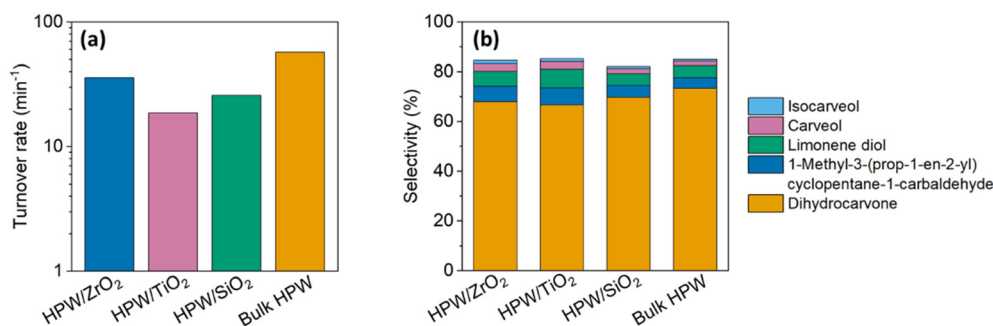 (a)
Turnover rate (min⁻¹)
100
10
1
HPW/ZrO₂
HPW/TiO₂
HPW/SiO₂
Bulk HPW
(b)
Selectivity (%)
100
80
60
40
20
0
HPW/ZrO₂
HPW/TiO₂
HPW/SiO₂
Bulk HPW
Isocarveol
Carveol
Limonene diol
1-Methyl-3-(prop-1-en-2-yl)
cyclopentane-1-carbaldehyde
Dihydrocarvone